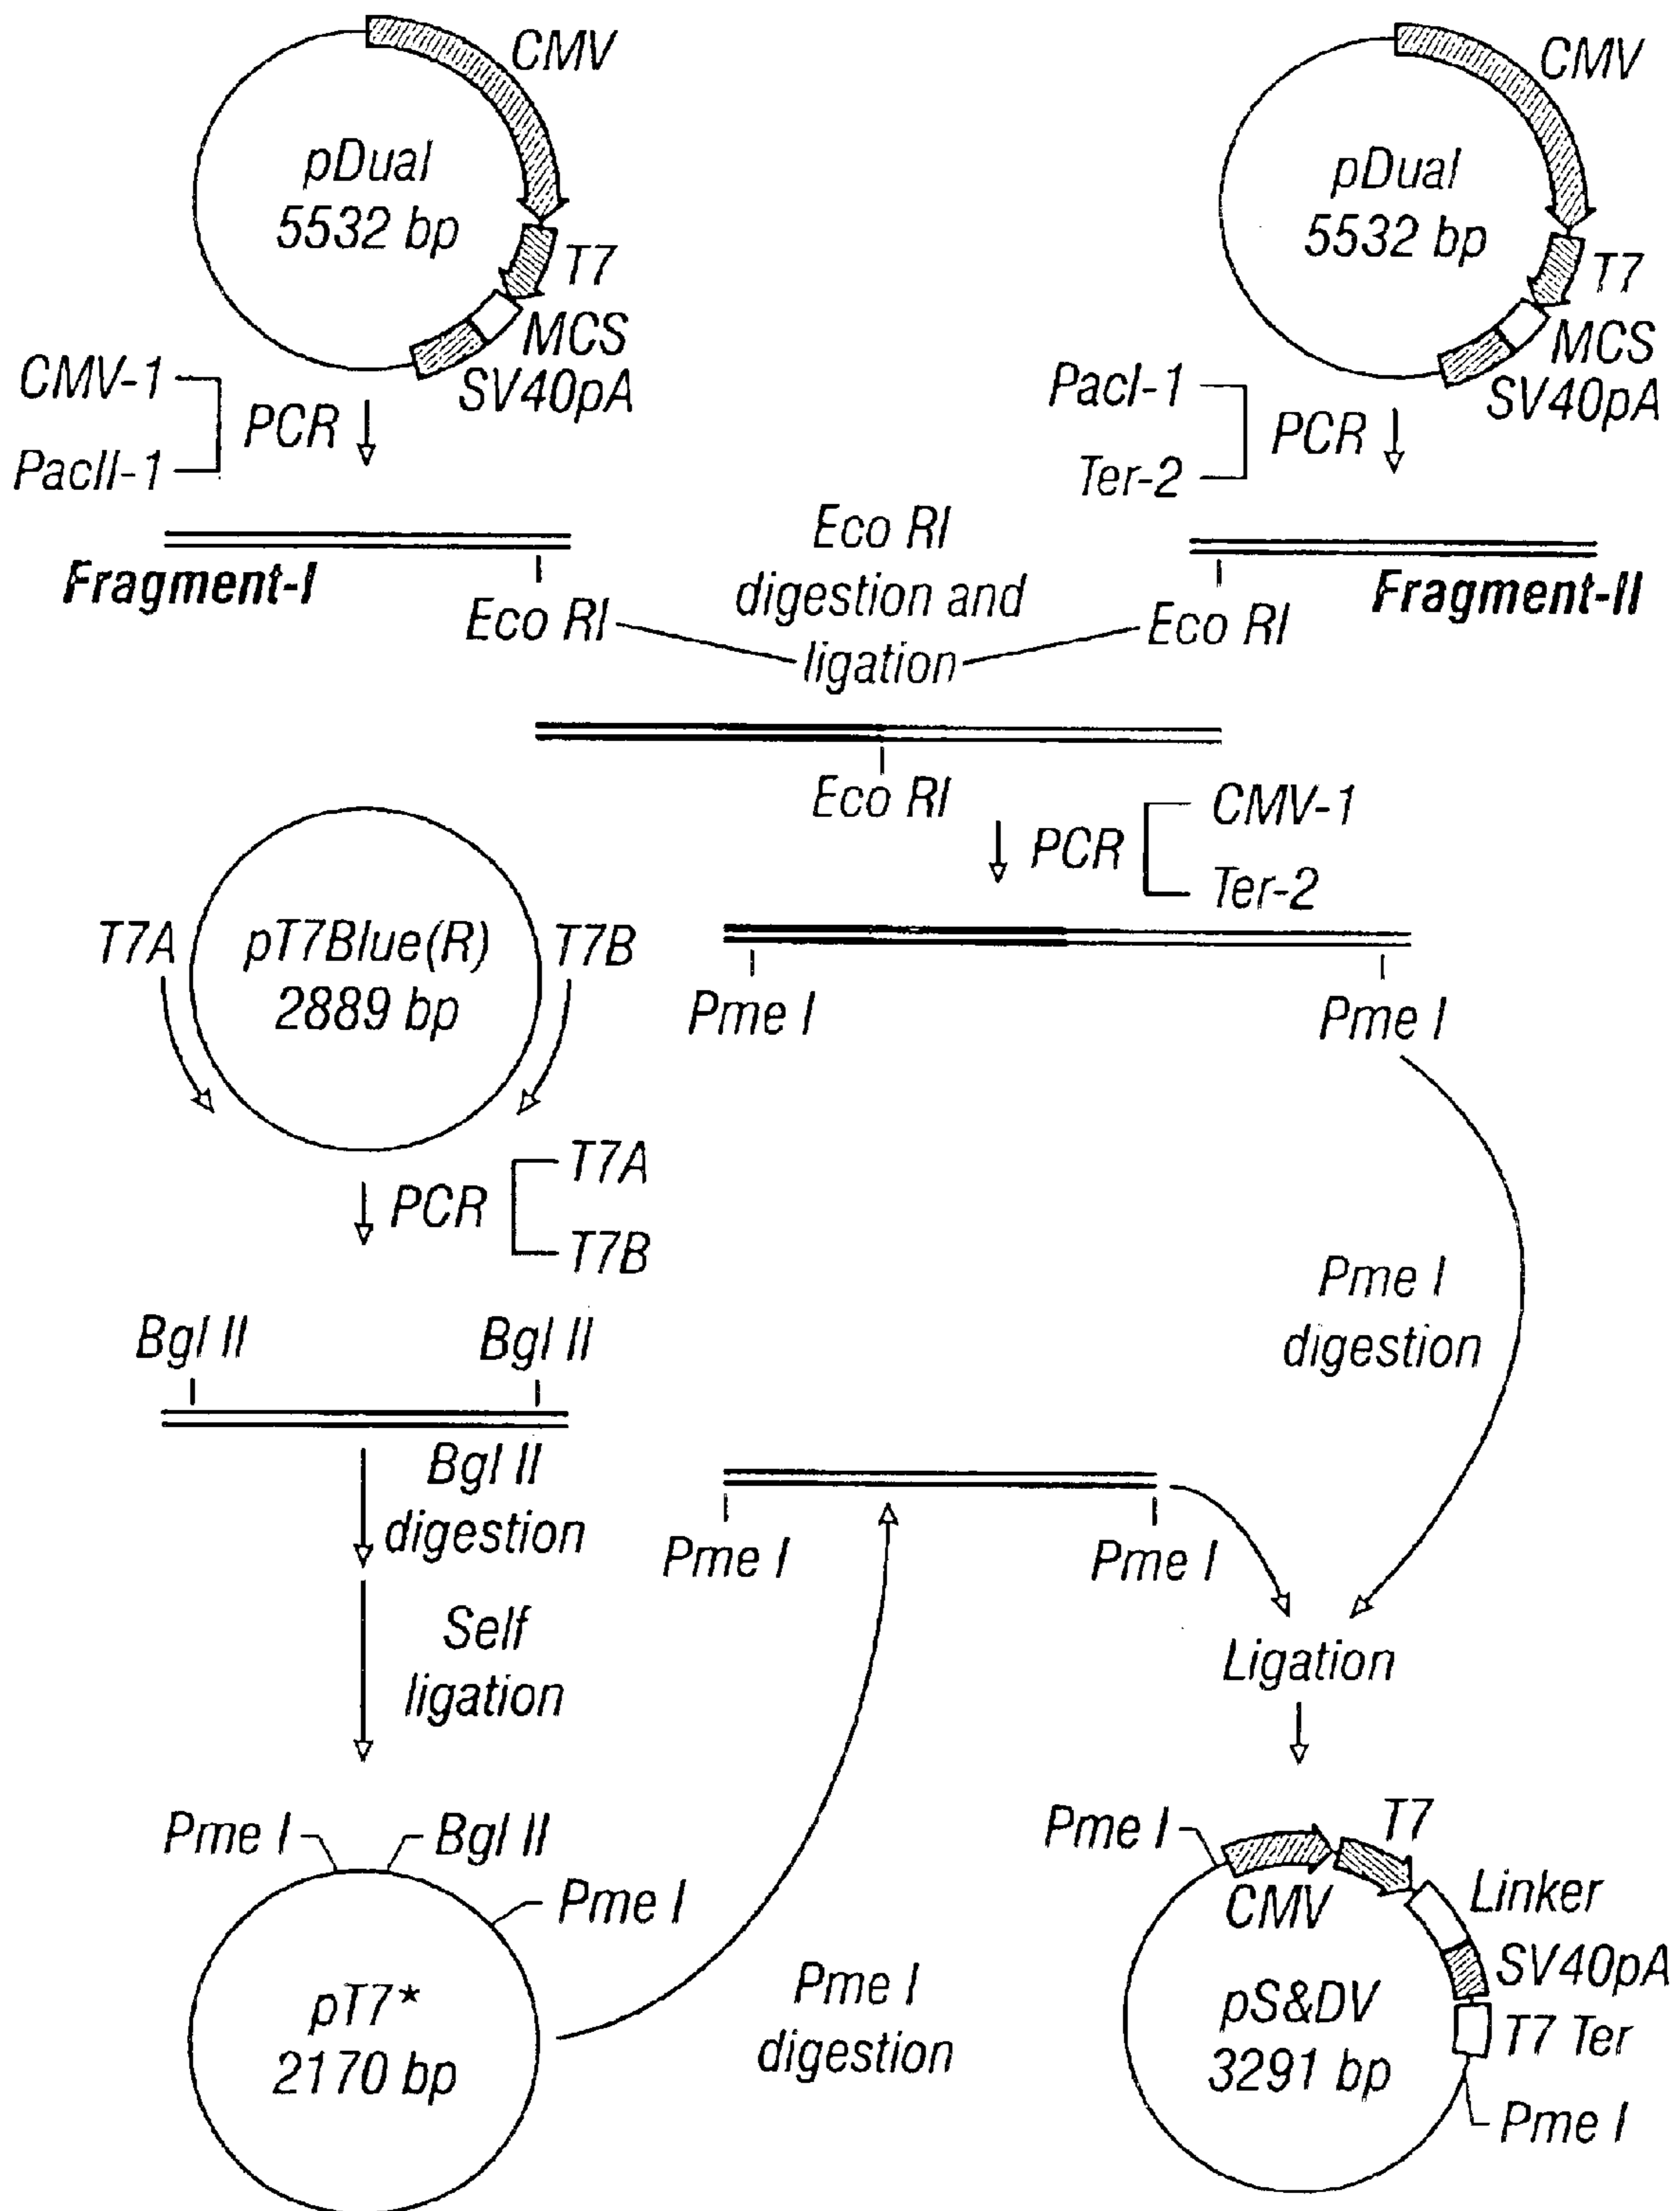 CMV
pDual
5532 bp
T7
MCS
SV40pA
CMV-1
PCR
PacII-1
CMV
pDual
5532 bp
T7
MCS
SV40pA
PacI-1
PCR
Ter-2
Fragment-I
Eco RI
Eco RI
digestion and
ligation
Eco RI
Fragment-II
Eco RI
PCR
CMV-1
Ter-2
T7A
pT7Blue(R)
2889 bp
T7B
Pme I
Pme I
PCR
T7A
T7B
Pme I
digestion
Bgl II
Bgl II
Bgl II
digestion
Self
ligation
Pme I
Pme I
Ligation
Pme I
Bgl II
Pme I
pT7*
2170 bp
Pme I
digestion
Pme I
CMV
T7
Linker
SV40pA
T7 Ter
pS&DV
3291 bp
Pme I